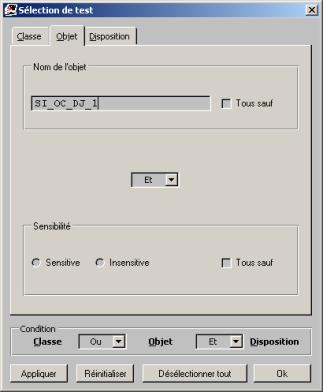 Sélection de test
Classe Objet Disposition
Nom de l'objet
SI_OC_DJ_1 Tous sauf
Et
Sensibilité
Sensitive Insensitive Tous sauf
Condition
Classe Ou Objet Et Disposition
Appliquer Réinitialiser Désélectionner tout Ok